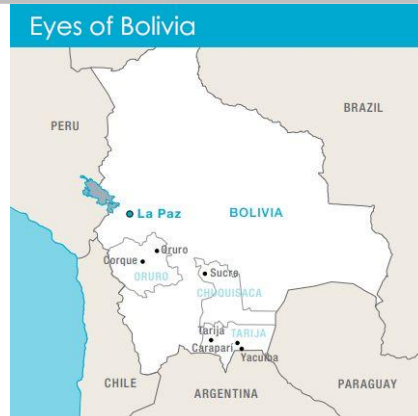 Eyes of Bolivia
BRAZIL
PERU
La Paz
BOLIVIA
Oruro
Corque
ORURO
Sucre
CHUQUISACA
Tarija
TARIJA
Caraparí
Yacuiba
CHILE
PARAGUAY
ARGENTINA